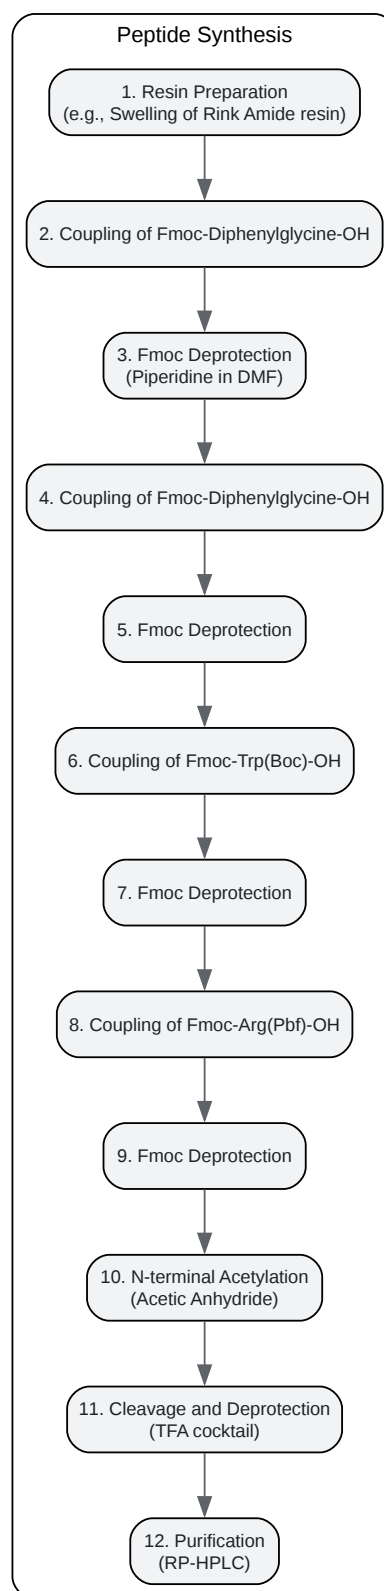 Peptide Synthesis
1. Resin Preparation
(e.g., Swelling of Rink Amide resin)
2. Coupling of Fmoc-Diphenylglycine-OH
3. Fmoc Deprotection
(Piperidine in DMF)
4. Coupling of Fmoc-Diphenylglycine-OH
5. Fmoc Deprotection
6. Coupling of Fmoc-Trp(Boc)-OH
7. Fmoc Deprotection
8. Coupling of Fmoc-Arg(Pbf)-OH
9. Fmoc Deprotection
10. N-terminal Acetylation
(Acetic Anhydride)
11. Cleavage and Deprotection
(TFA cocktail)
12. Purification
(RP-HPLC)